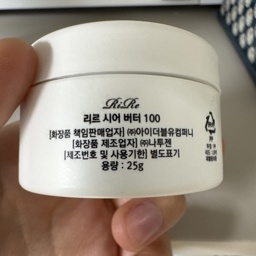 RiRe
리르 시어 버터 100
[화장품 책임판매업자] ㈜아이더블유컴퍼니
[화장품 제조업자] ㈜나투젠
[제조번호 및 사용기한] 별도표기
용량 : 25g